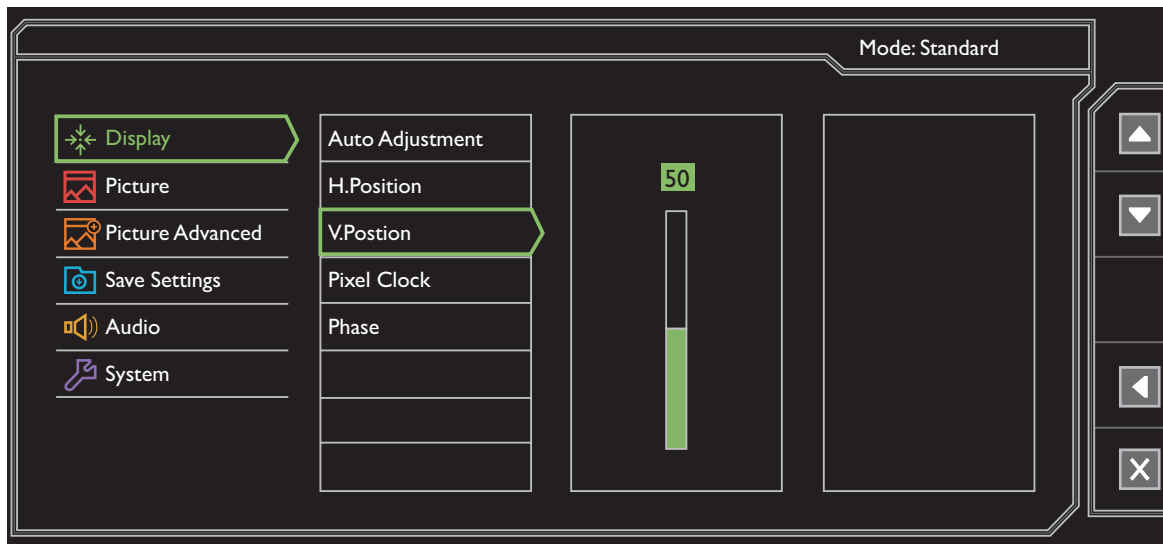 Mode: Standard
Display
Picture
Picture Advanced
Save Settings
Audio
System
Auto Adjustment
H.Position
V.Postion
Pixel Clock
Phase
50